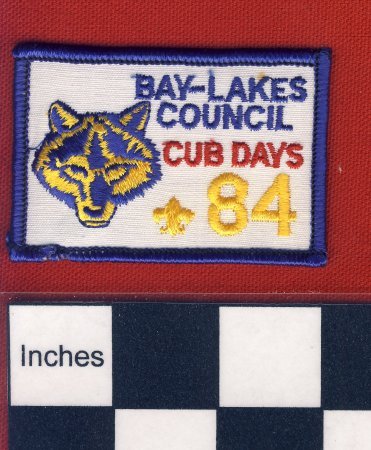 BAY-LAKES
COUNCIL
CUB DAYS
84
Inches